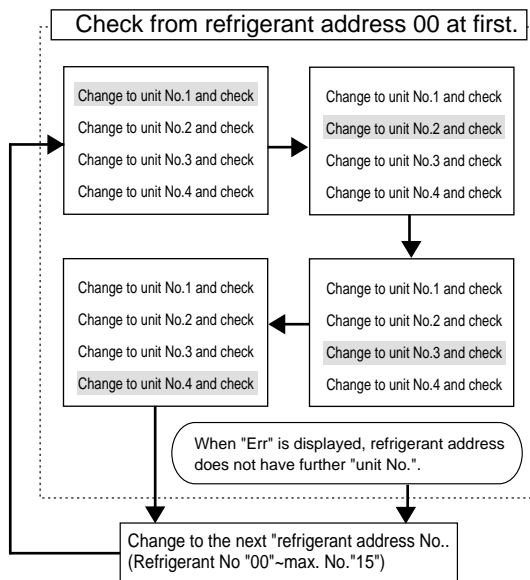 Check from refrigerant address 00 at first.
Change to unit No.1 and check
Change to unit No.2 and check
Change to unit No.3 and check
Change to unit No.4 and check
Change to unit No.1 and check
Change to unit No.2 and check
Change to unit No.3 and check
Change to unit No.4 and check
Change to unit No.1 and check
Change to unit No.2 and check
Change to unit No.3 and check
Change to unit No.4 and check
Change to unit No.1 and check
Change to unit No.2 and check
Change to unit No.3 and check
Change to unit No.4 and check
When "Err" is displayed, refrigerant address
does not have further "unit No.".
Change to the next "refrigerant address No..
(Refrigerant No "00"~max. No."15")